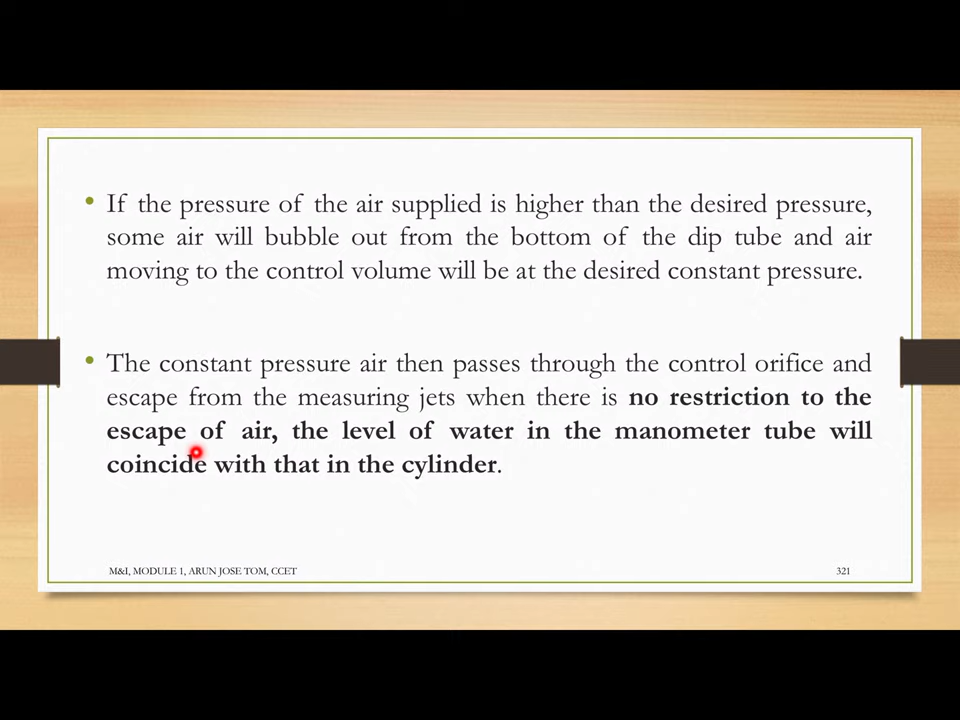 • If the pressure of the air supplied is higher than the desired pressure,
some air will bubble out from the bottom of the dip tube and air
moving to the control volume will be at the desired constant pressure.
• The constant pressure air then passes through the control orifice and
escape from the measuring jets when there is no restriction to the
escape of air, the level of water in the manometer tube will
coincide with that in the cylinder.
M&I, MODULE 1, ARUN JOSE TOM, CCET
321